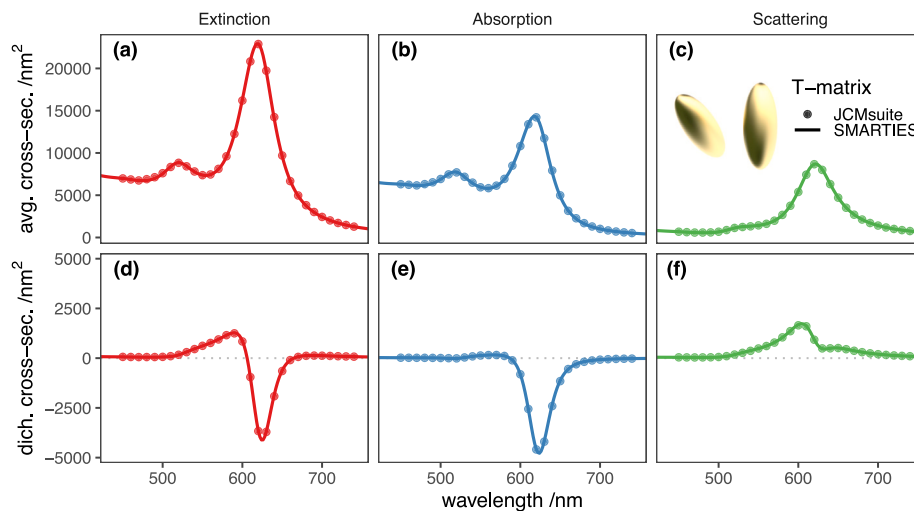 Extinction Absorption Scattering
(a) (b) (c)
T−matrix
JCMsuite
SMARTIES
avg. cross−sec. /nm²
20000
15000
10000
5000
0
(d) (e) (f)
dich. cross−sec. /nm²
5000
2500
0
−2500
−5000
500 600 700 500 600 700 500 600 700
wavelength /nm